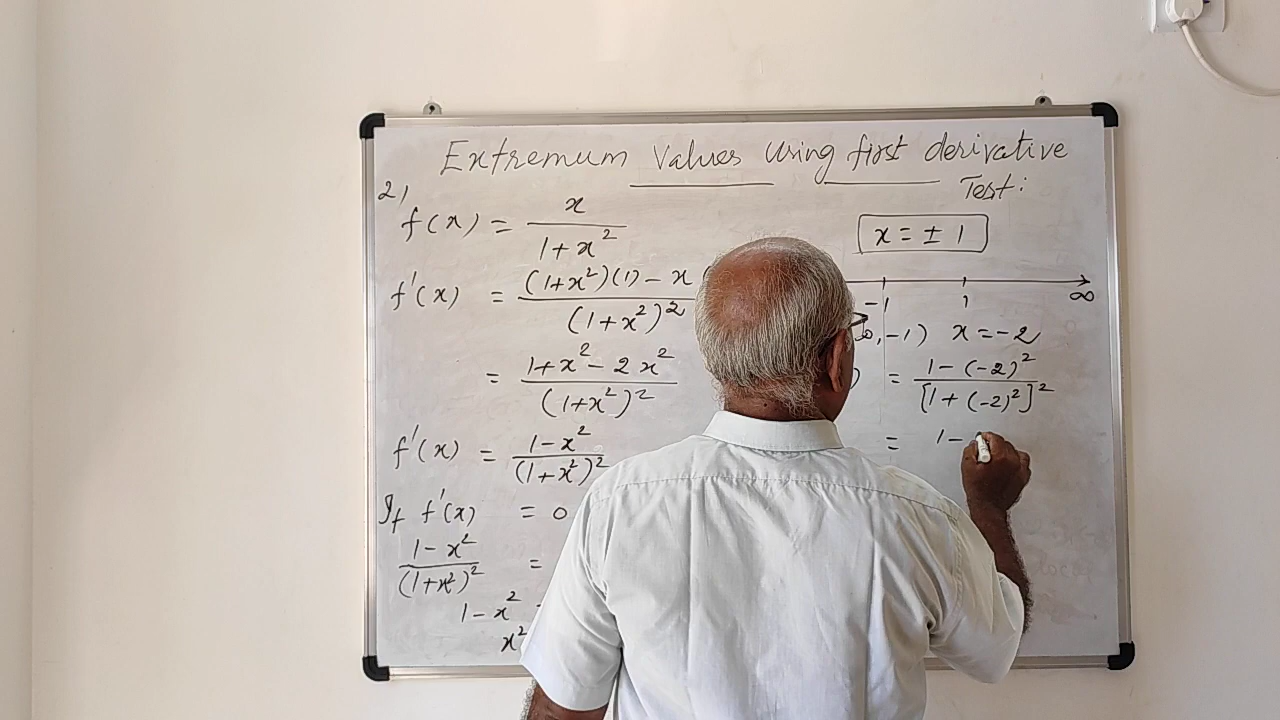 Extremum values using first derivative
Test:
2)
f(x) = x / (1+x²)
f'(x) = (1+x²)(1) - x ( / (1+x²)²
= 1+x² - 2x² / (1+x²)²
f'(x) = 1-x² / (1+x²)²
If f'(x) = 0
1-x² / (1+x²)² =
1-x²
x²
x = ±1
-1 1 ∞
, -1) x = -2
) = 1-(-2)² / [1+(-2)²]²
= 1-